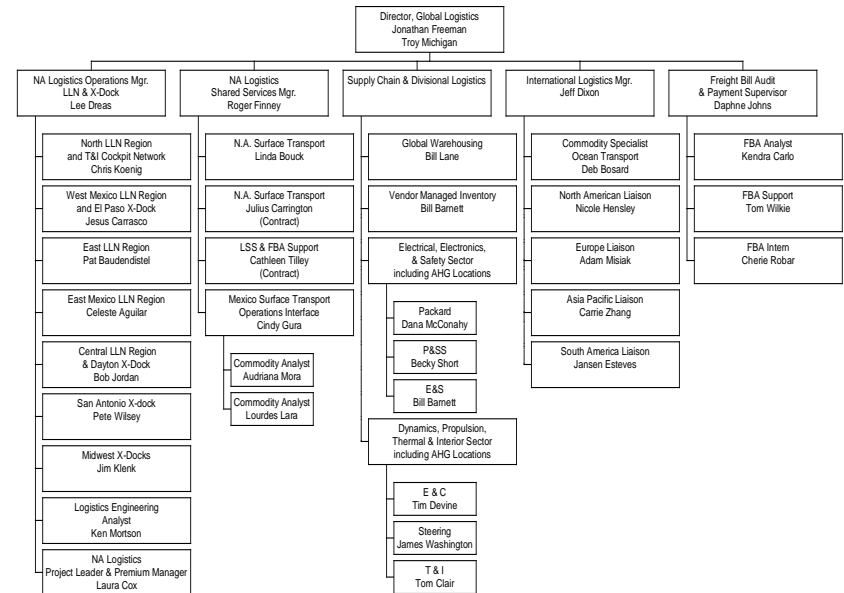 Director, Global Logistics
Jonathan Freeman
Troy Michigan
NA Logistics Operations Mgr.
LLN & X-Dock
Lee Dreas
North LLN Region
and T&I Cockpit Network
Chris Koenig
West Mexico LLN Region
and El Paso X-Dock
Jesus Carrasco
East LLN Region
Pat Baudendistel
East Mexico LLN Region
Celeste Aguilar
Central LLN Region
& Dayton X-Dock
Bob Jordan
San Antonio X-dock
Pete Wilsey
Midwest X-Docks
Jim Klenk
Logistics Engineering
Analyst
Ken Mortson
NA Logistics
Project Leader & Premium Manager
Laura Cox
NA Logistics
Shared Services Mgr.
Roger Finney
N.A. Surface Transport
Linda Bouck
N.A. Surface Transport
Julius Carrington
(Contract)
LSS & FBA Support
Cathleen Tilley
(Contract)
Mexico Surface Transport
Operations Interface
Cindy Gura
Commodity Analyst
Audriana Mora
Commodity Analyst
Lourdes Lara
Supply Chain & Divisional Logistics
Global Warehousing
Bill Lane
Vendor Managed Inventory
Bill Barnett
Electrical, Electronics,
& Safety Sector
including AHG Locations
Packard
Dana McConahy
P&SS
Becky Short
E&S
Bill Barnett
Dynamics, Propulsion,
Thermal & Interior Sector
including AHG Locations
E & C
Tim Devine
Steering
James Washington
T & I
Tom Clair
International Logistics Mgr.
Jeff Dixon
Commodity Specialist
Ocean Transport
Deb Bosard
North American Liaison
Nicole Hensley
Europe Liaison
Adam Misiak
Asia Pacific Liaison
Carrie Zhang
South America Liaison
Jansen Esteves
Freight Bill Audit
& Payment Supervisor
Daphne Johns
FBA Analyst
Kendra Carlo
FBA Support
Tom Wilkie
FBA Intern
Cherie Robar